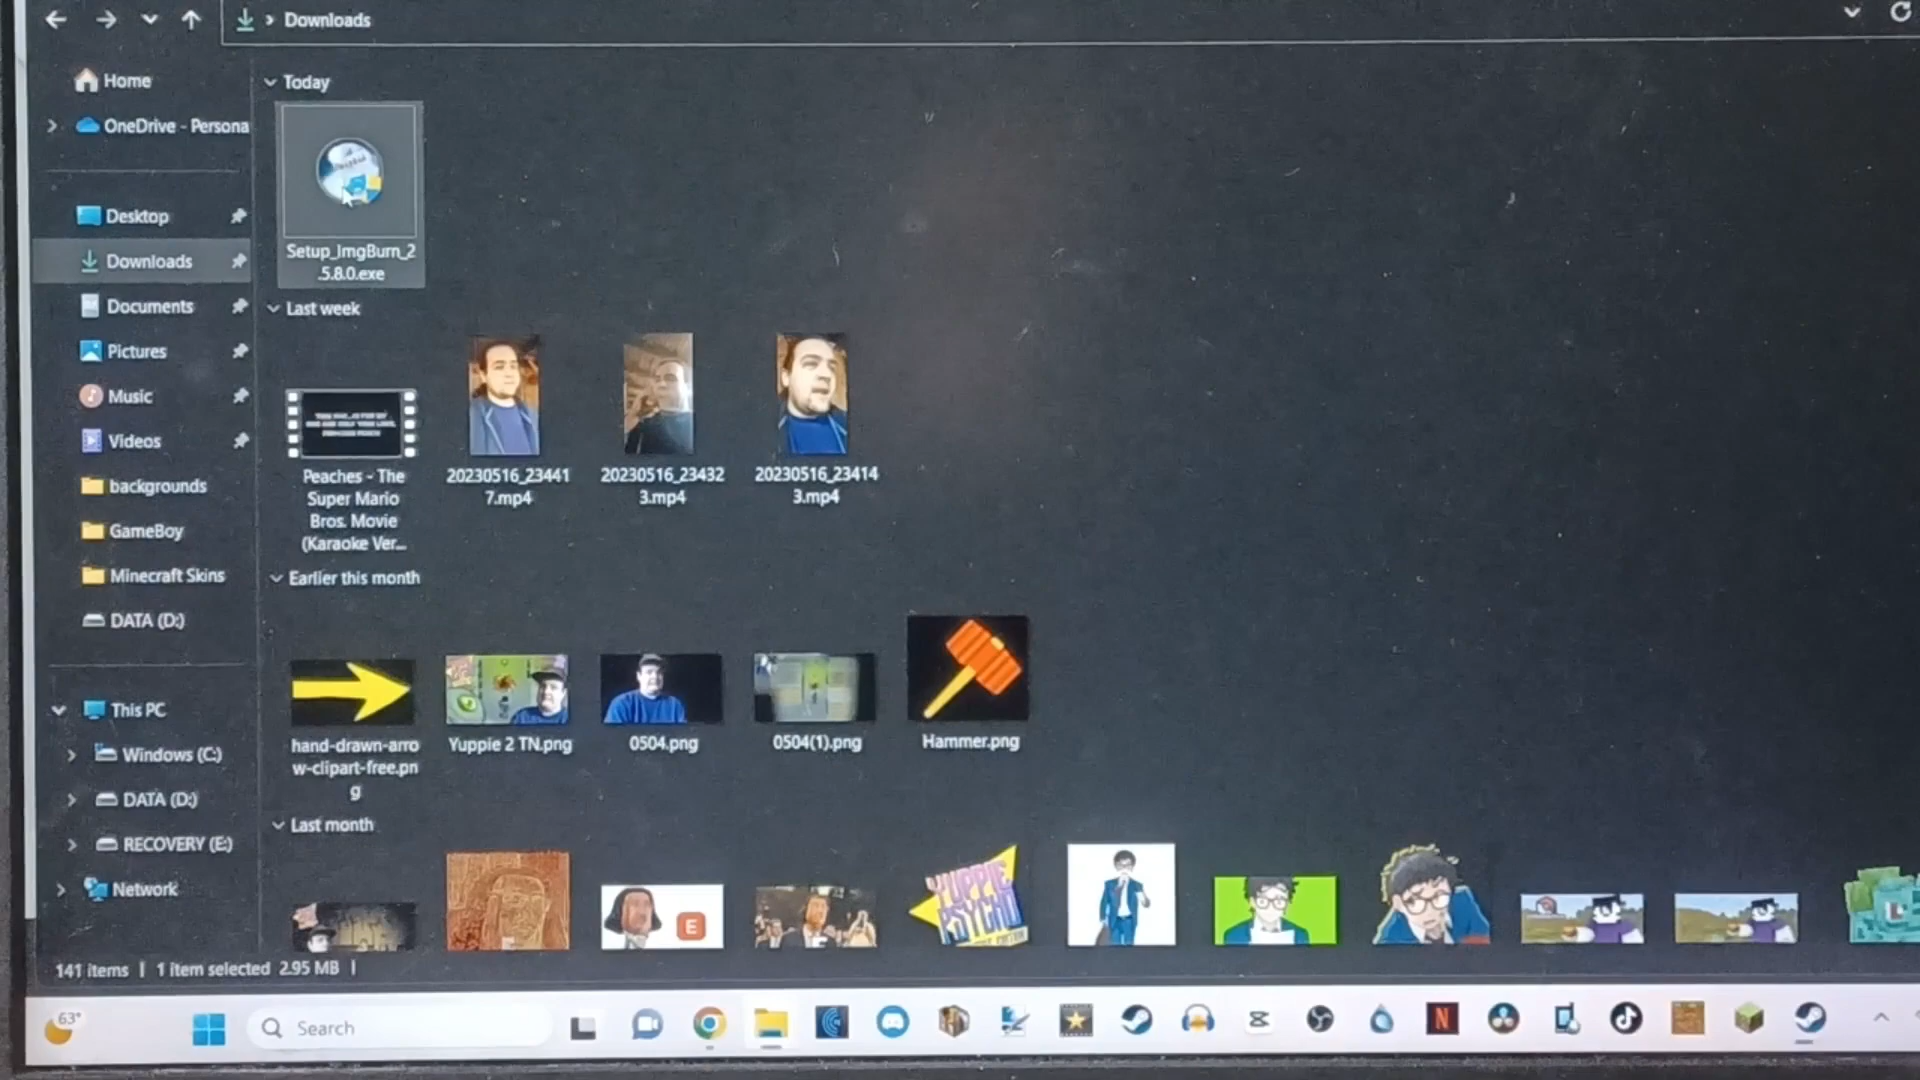 Downloads
Home
OneDrive - Persona
Desktop
Downloads
Documents
Pictures
Music
Videos
backgrounds
GameBoy
Minecraft Skins
DATA (D:)
This PC
Windows (C:)
DATA (D:)
RECOVERY (E:)
Network
Today
Setup_ImgBurn_2
.5.8.0.exe
Last week
Peaches - The
Super Mario
Bros. Movie
(Karaoke Ver...
20230516_23441
7.mp4
20230516_23432
3.mp4
20230516_23414
3.mp4
Earlier this month
hand-drawn-arro
w-clipart-free.pn
g
Yuppie 2 TN.png
0504.png
0504(1).png
Hammer.png
Last month
YUPPIE
PSYCHO
E
141 items | 1 item selected 2.95 MB |
63°
Search
N